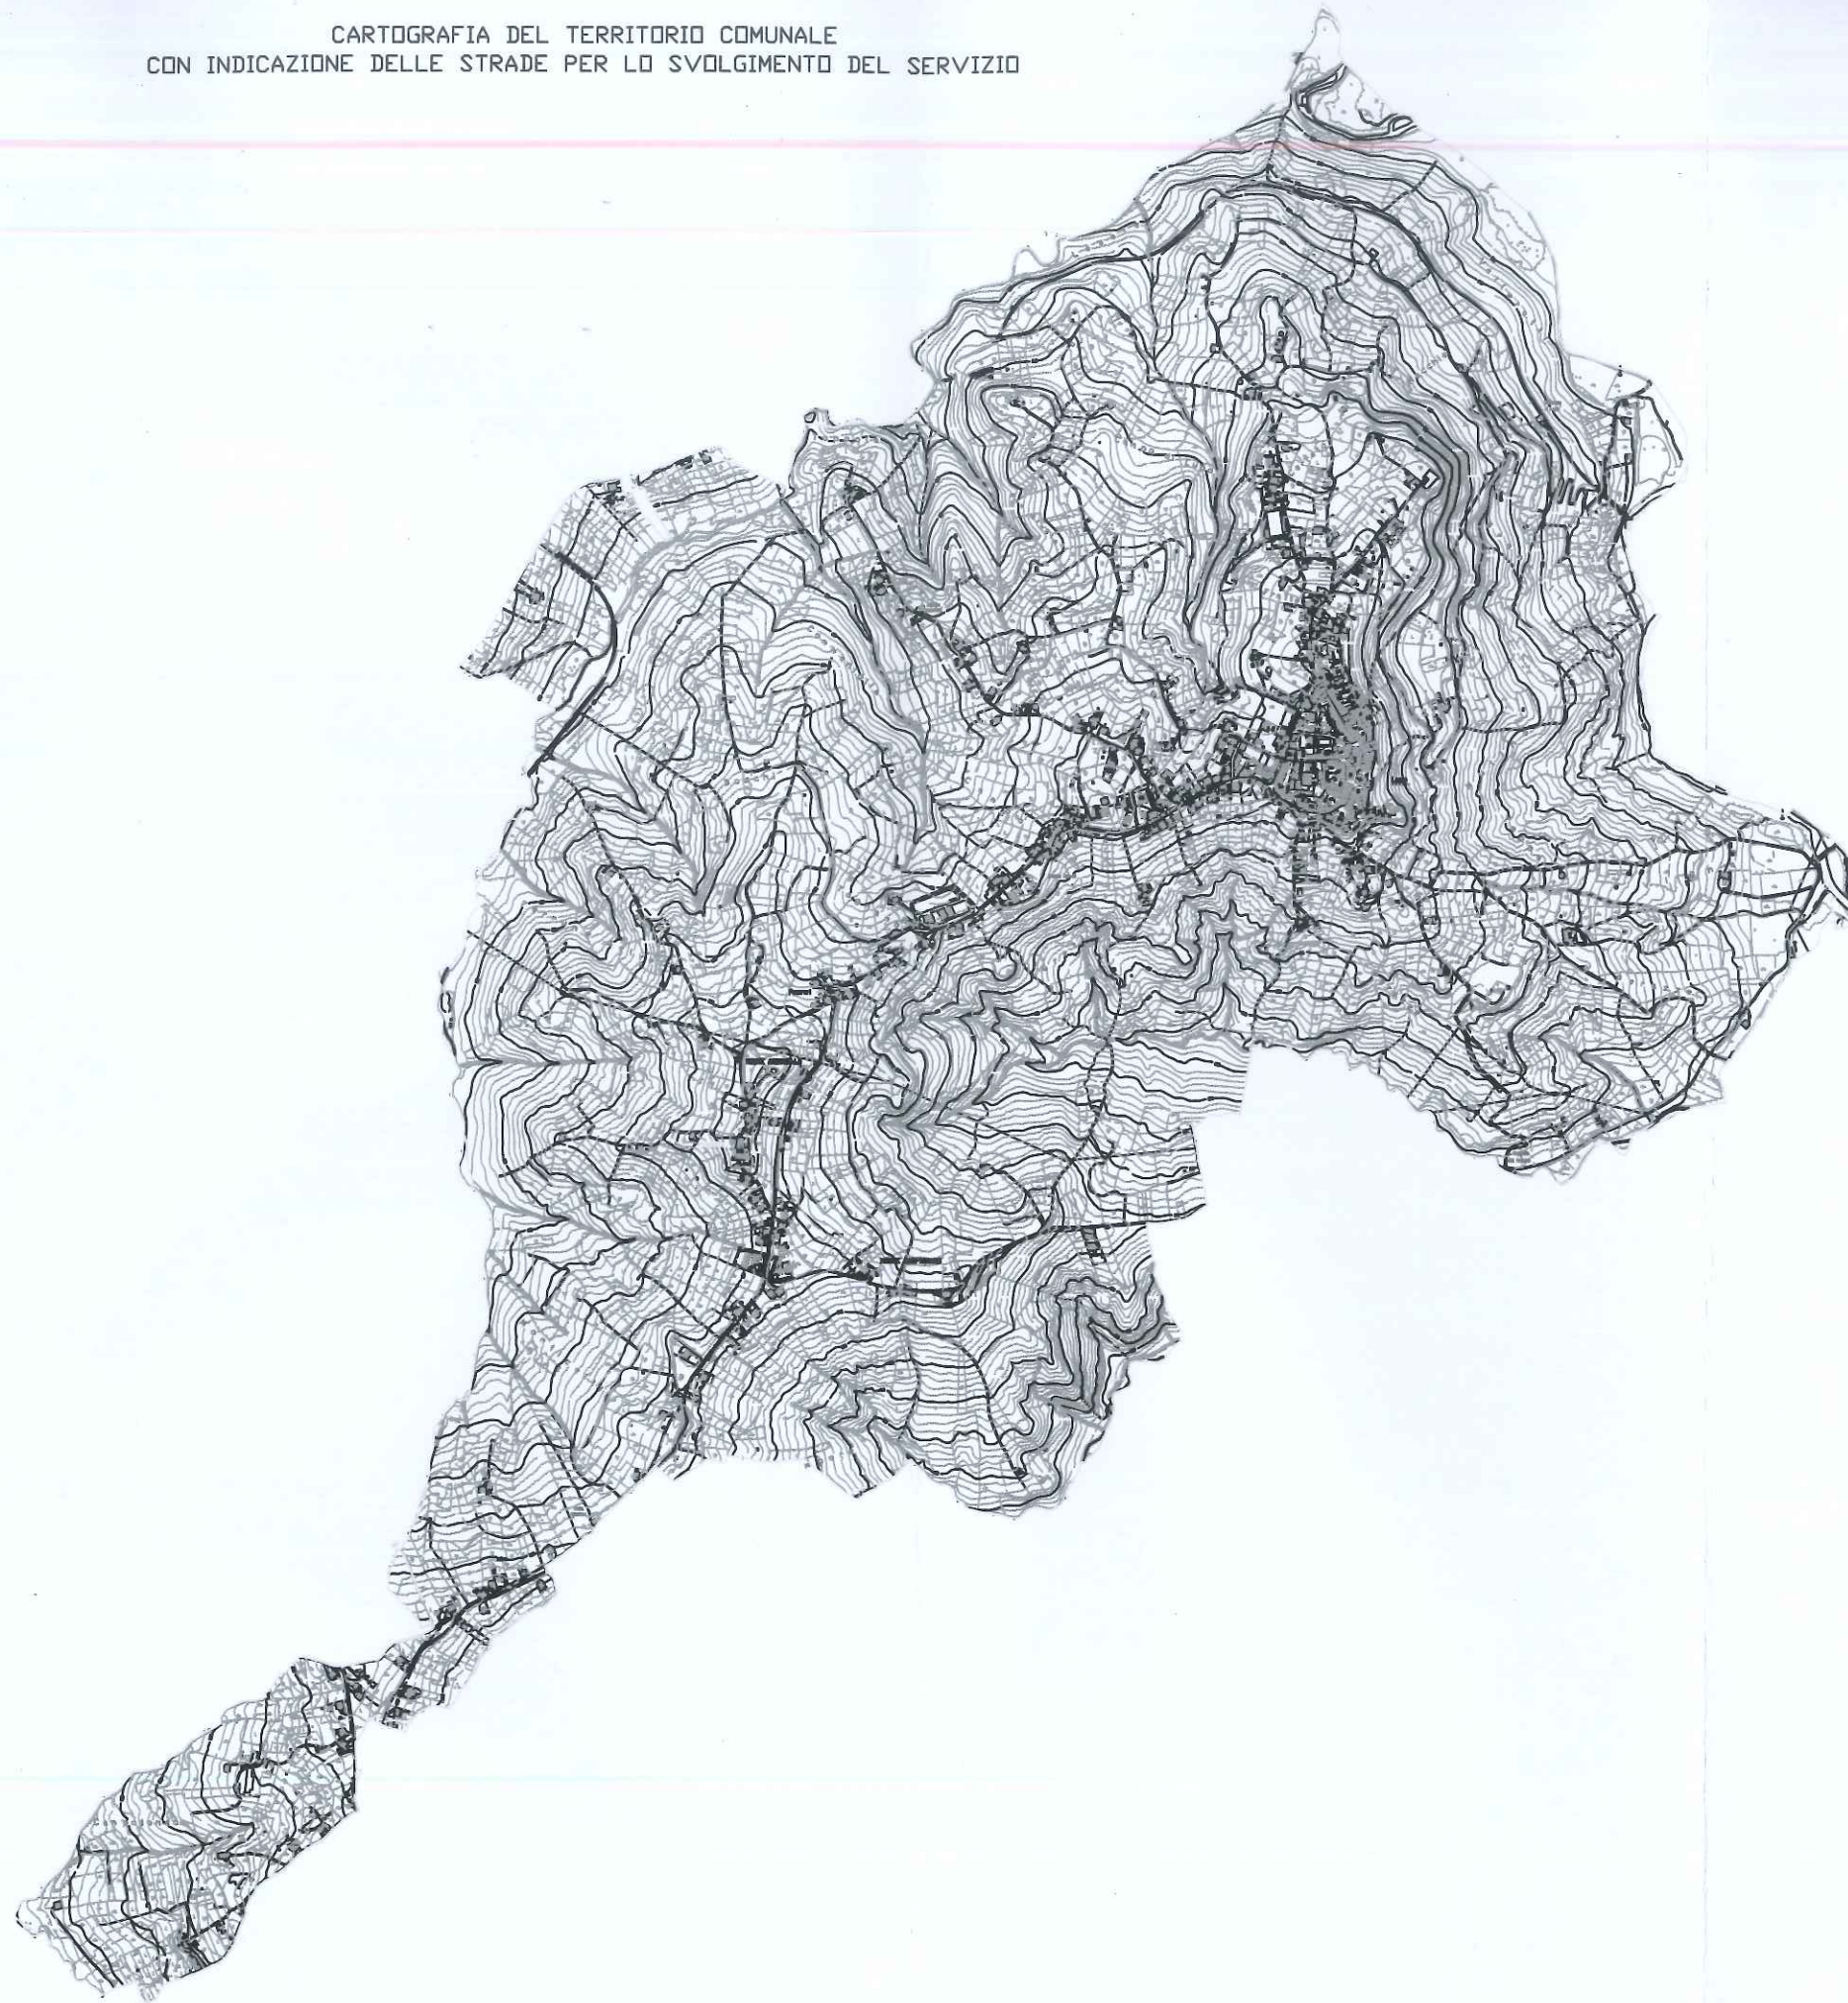 CARTOGRAFIA DEL TERRITORIO COMUNALE
CON INDICAZIONE DELLE STRADE PER LO SVOLGIMENTO DEL SERVIZIO